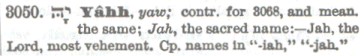 3050. יָהּ Yâhh, yaw; contr. for 3068, and mean.
the same; Jah, the sacred name:—Jah, the
Lord, most vehement. Cp. names in "-iah," "-jah."